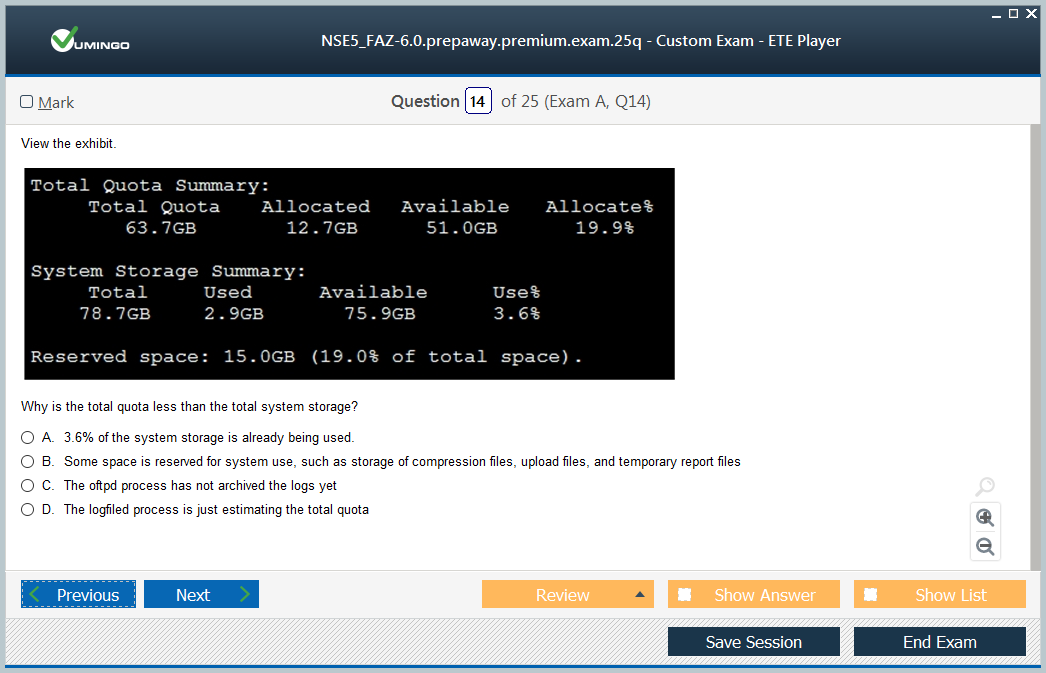 VUMINGO
NSE5_FAZ-6.0.prepaway.premium.exam.25q - Custom Exam - ETE Player
Mark
Question 14 of 25 (Exam A, Q14)
View the exhibit.
Total Quota Summary:
Total Quota Allocated Available Allocate%
63.7GB 12.7GB 51.0GB 19.9%
System Storage Summary:
Total Used Available Use%
78.7GB 2.9GB 75.9GB 3.6%
Reserved space: 15.0GB (19.0% of total space).
Why is the total quota less than the total system storage?
A. 3.6% of the system storage is already being used.
B. Some space is reserved for system use, such as storage of compression files, upload files, and temporary report files
C. The oftpd process has not archived the logs yet
D. The logfiled process is just estimating the total quota
Previous Next Review Show Answer Show List
Save Session End Exam